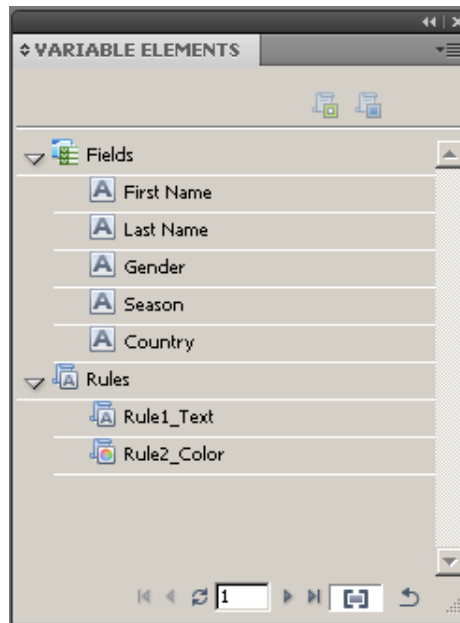 VARIABLE ELEMENTS
Fields
First Name
Last Name
Gender
Season
Country
Rules
Rule1_Text
Rule2_Color
1